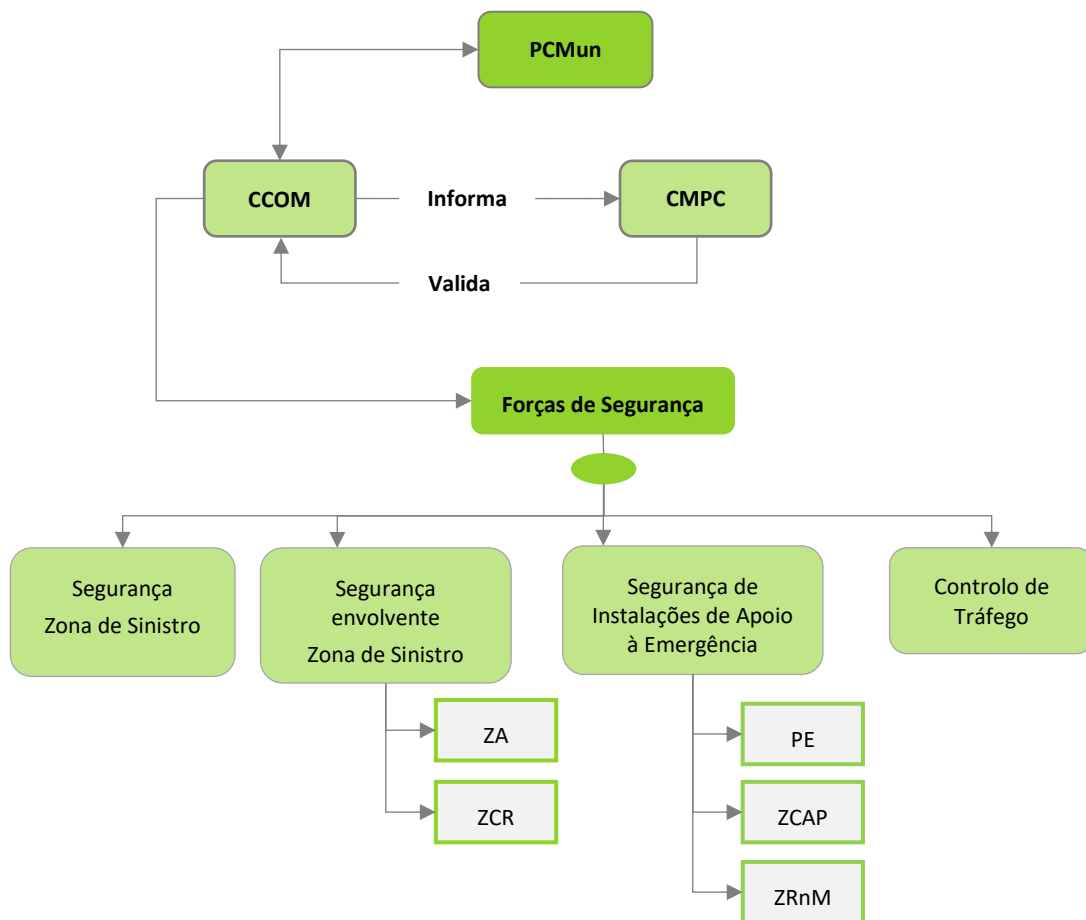 PCMun
CCOM
Informa
CMPC
Valida
Forças de Segurança
Segurança
Zona de Sinistro
Segurança
envolvente
Zona de Sinistro
Segurança de
Instalações de Apoio
à Emergência
Controlo de
Tráfego
ZA
ZCR
PE
ZCAP
ZRnM